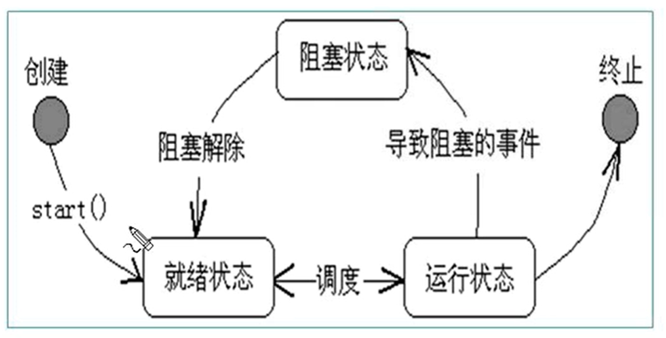 阻塞状态
创建
终止
阻塞解除
导致阻塞的事件
start()
就绪状态
调度
运行状态